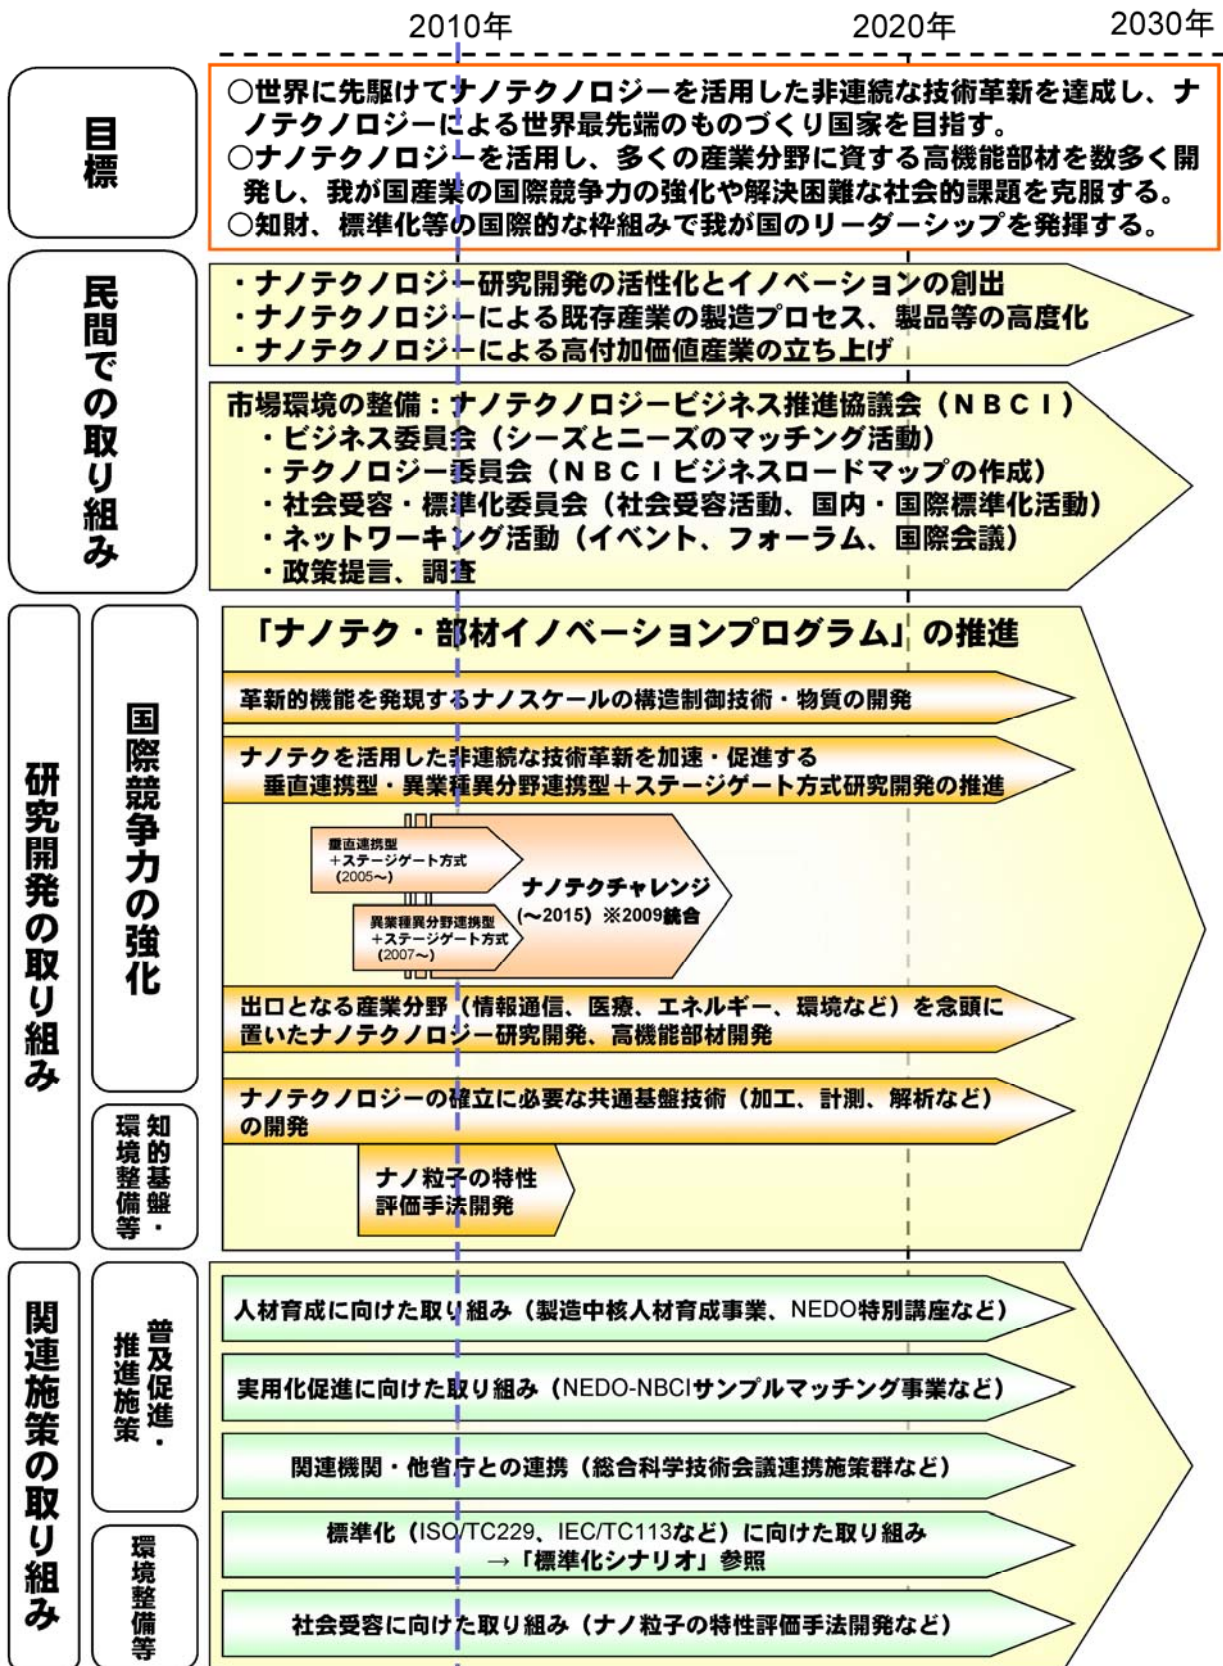 2010年
2020年
2030年
目標
○世界に先駆けてナノテクノロジーを活用した非連続な技術革新を達成し、ナ
ノテクノロジーによる世界最先端のものづくり国家を目指す。
○ナノテクノロジーを活用し、多くの産業分野に資する高機能部材を数多く開
発し、我が国産業の国際競争力の強化や解決困難な社会的課題を克服する。
○知財、標準化等の国際的な枠組みで我が国のリーダーシップを発揮する。
民間での取り組み
・ナノテクノロジー研究開発の活性化とイノベーションの創出
・ナノテクノロジーによる既存産業の製造プロセス、製品等の高度化
・ナノテクノロジーによる高付加価値産業の立ち上げ
市場環境の整備：ナノテクノロジービジネス推進協議会（ＮＢＣＩ）
・ビジネス委員会（シーズとニーズのマッチング活動）
・テクノロジー委員会（ＮＢＣＩビジネスロードマップの作成）
・社会受容・標準化委員会（社会受容活動、国内・国際標準化活動）
・ネットワーキング活動（イベント、フォーラム、国際会議）
・政策提言、調査
研究開発の取り組み
国際競争力の強化
「ナノテク・部材イノベーションプログラム」の推進
革新的機能を発現するナノスケールの構造制御技術・物質の開発
ナノテクを活用した非連続な技術革新を加速・促進する
垂直連携型・異業種異分野連携型＋ステージゲート方式研究開発の推進
垂直連携型
＋ステージゲート方式
(2005～)
ナノテクチャレンジ
(～2015) ※2009統合
異業種異分野連携型
＋ステージゲート方式
(2007～)
出口となる産業分野（情報通信、医療、エネルギー、環境など）を念頭に
置いたナノテクノロジー研究開発、高機能部材開発
知的基盤・
環境整備等
ナノテクノロジーの確立に必要な共通基盤技術（加工、計測、解析など）
の開発
ナノ粒子の特性
評価手法開発
関連施策の取り組み
普及促進・
推進施策
人材育成に向けた取り組み（製造中核人材育成事業、NEDO特別講座など）
実用化促進に向けた取り組み（NEDO-NBCIサンプルマッチング事業など）
関連機関・他省庁との連携（総合科学技術会議連携施策群など）
環境整備等
標準化（ISO/TC229、IEC/TC113など）に向けた取り組み
→「標準化シナリオ」参照
社会受容に向けた取り組み（ナノ粒子の特性評価手法開発など）